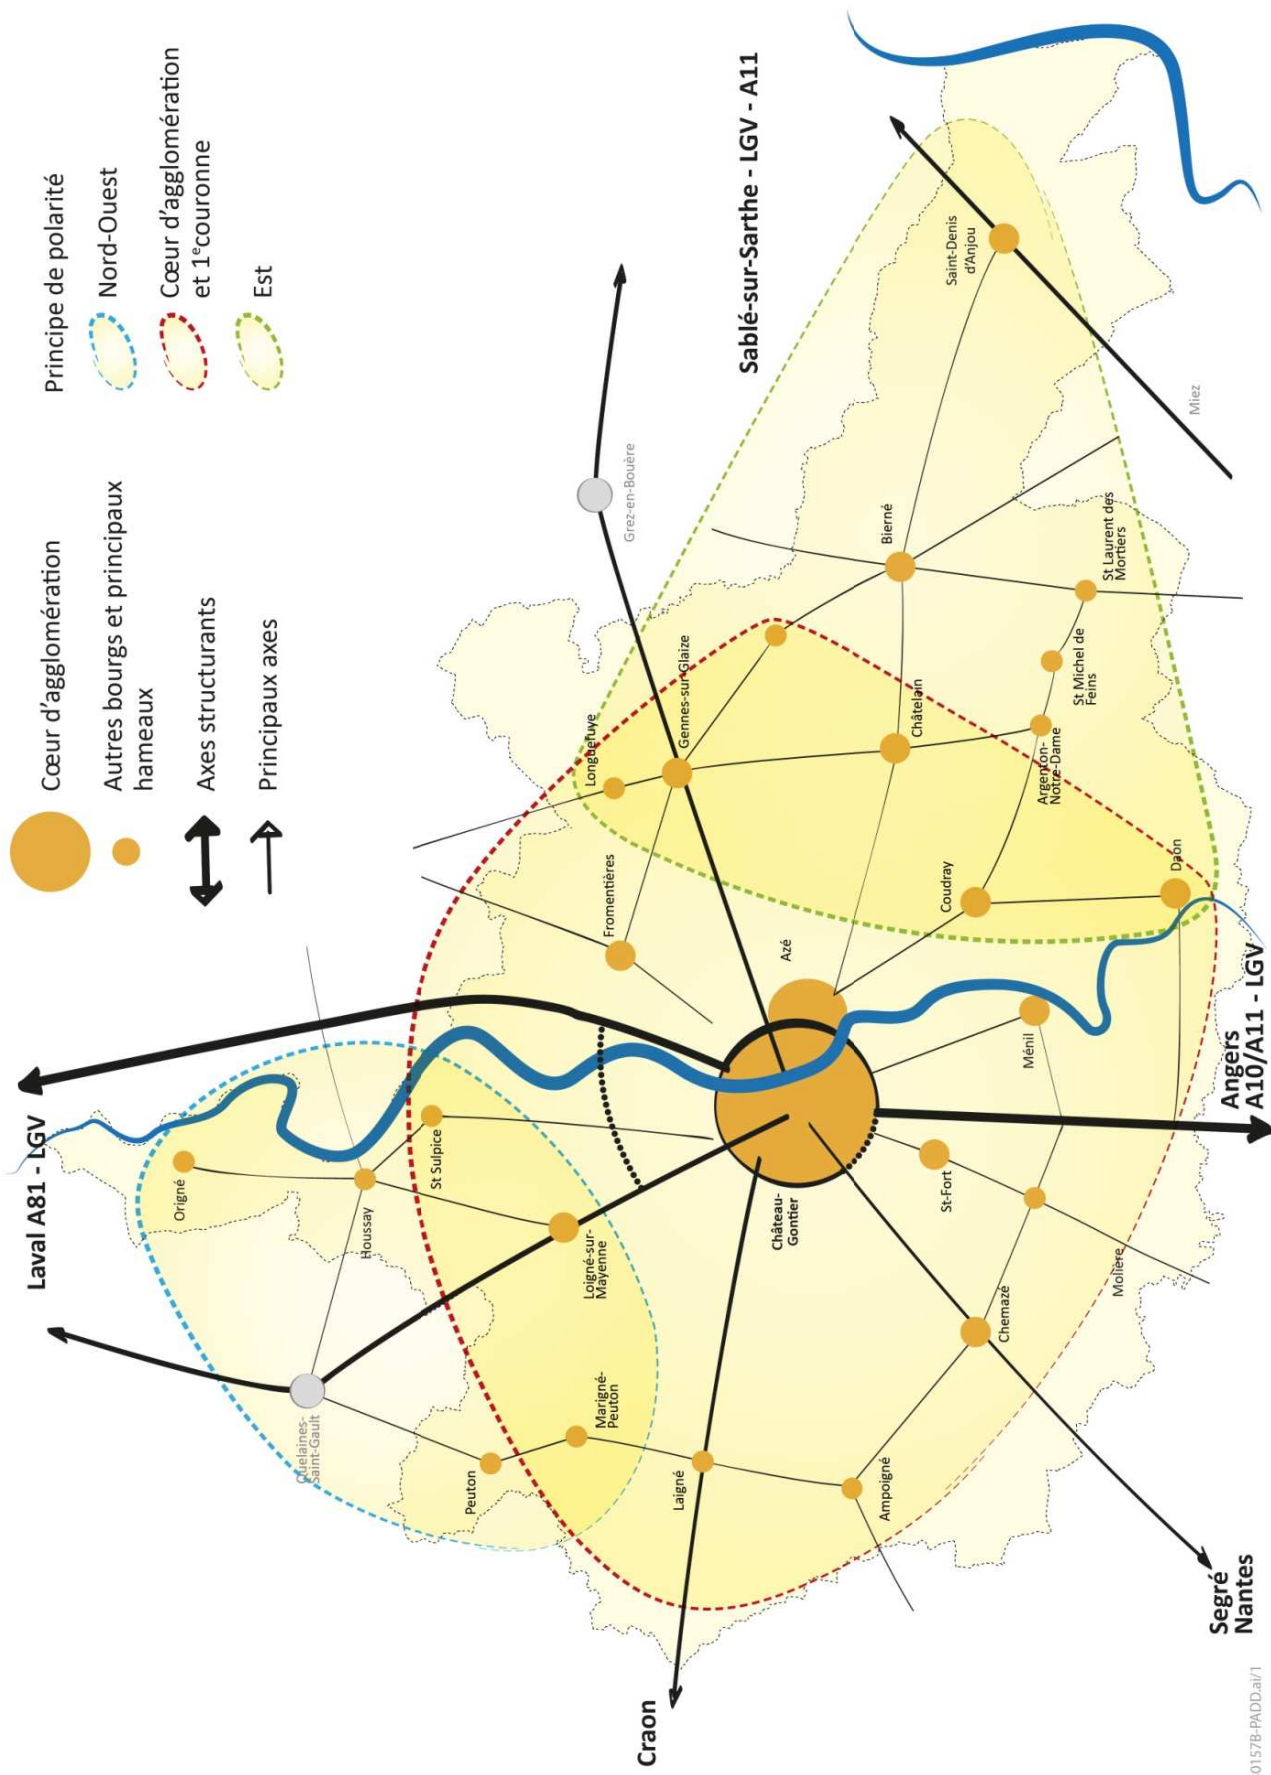 Cœur d'agglomération
Autres bourgs et principaux
hameaux
Axes structurants
Principaux axes
Principe de polarité
Nord-Ouest
Cœur d'agglomération
et 1ᵉcouronne
Est
Laval A81 - LGV
Origné
Houssay
St Sulpice
Quelaines-
Saint-Gault
Peuton
Marigné-
Peuton
Loigné-sur-
Mayenne
Laigné
Ampoigné
Craon
Château-
Gontier
Azé
Fromentières
Longuefuye
Gennes-sur-Glaize
Grez-en-Bouère
Sablé-sur-Sarthe - LGV - A11
Bierné
Châtelain
Saint-Denis
d'Anjou
Coudray
Argenton-
Notre-Dame
St Michel de
Feins
St Laurent des
Mortiers
Miez
Daon
Ménil
St-Fort
Molière
Chemazé
Segré
Nantes
Angers
A10/A11 - LGV
0157B-PADD.ai/1